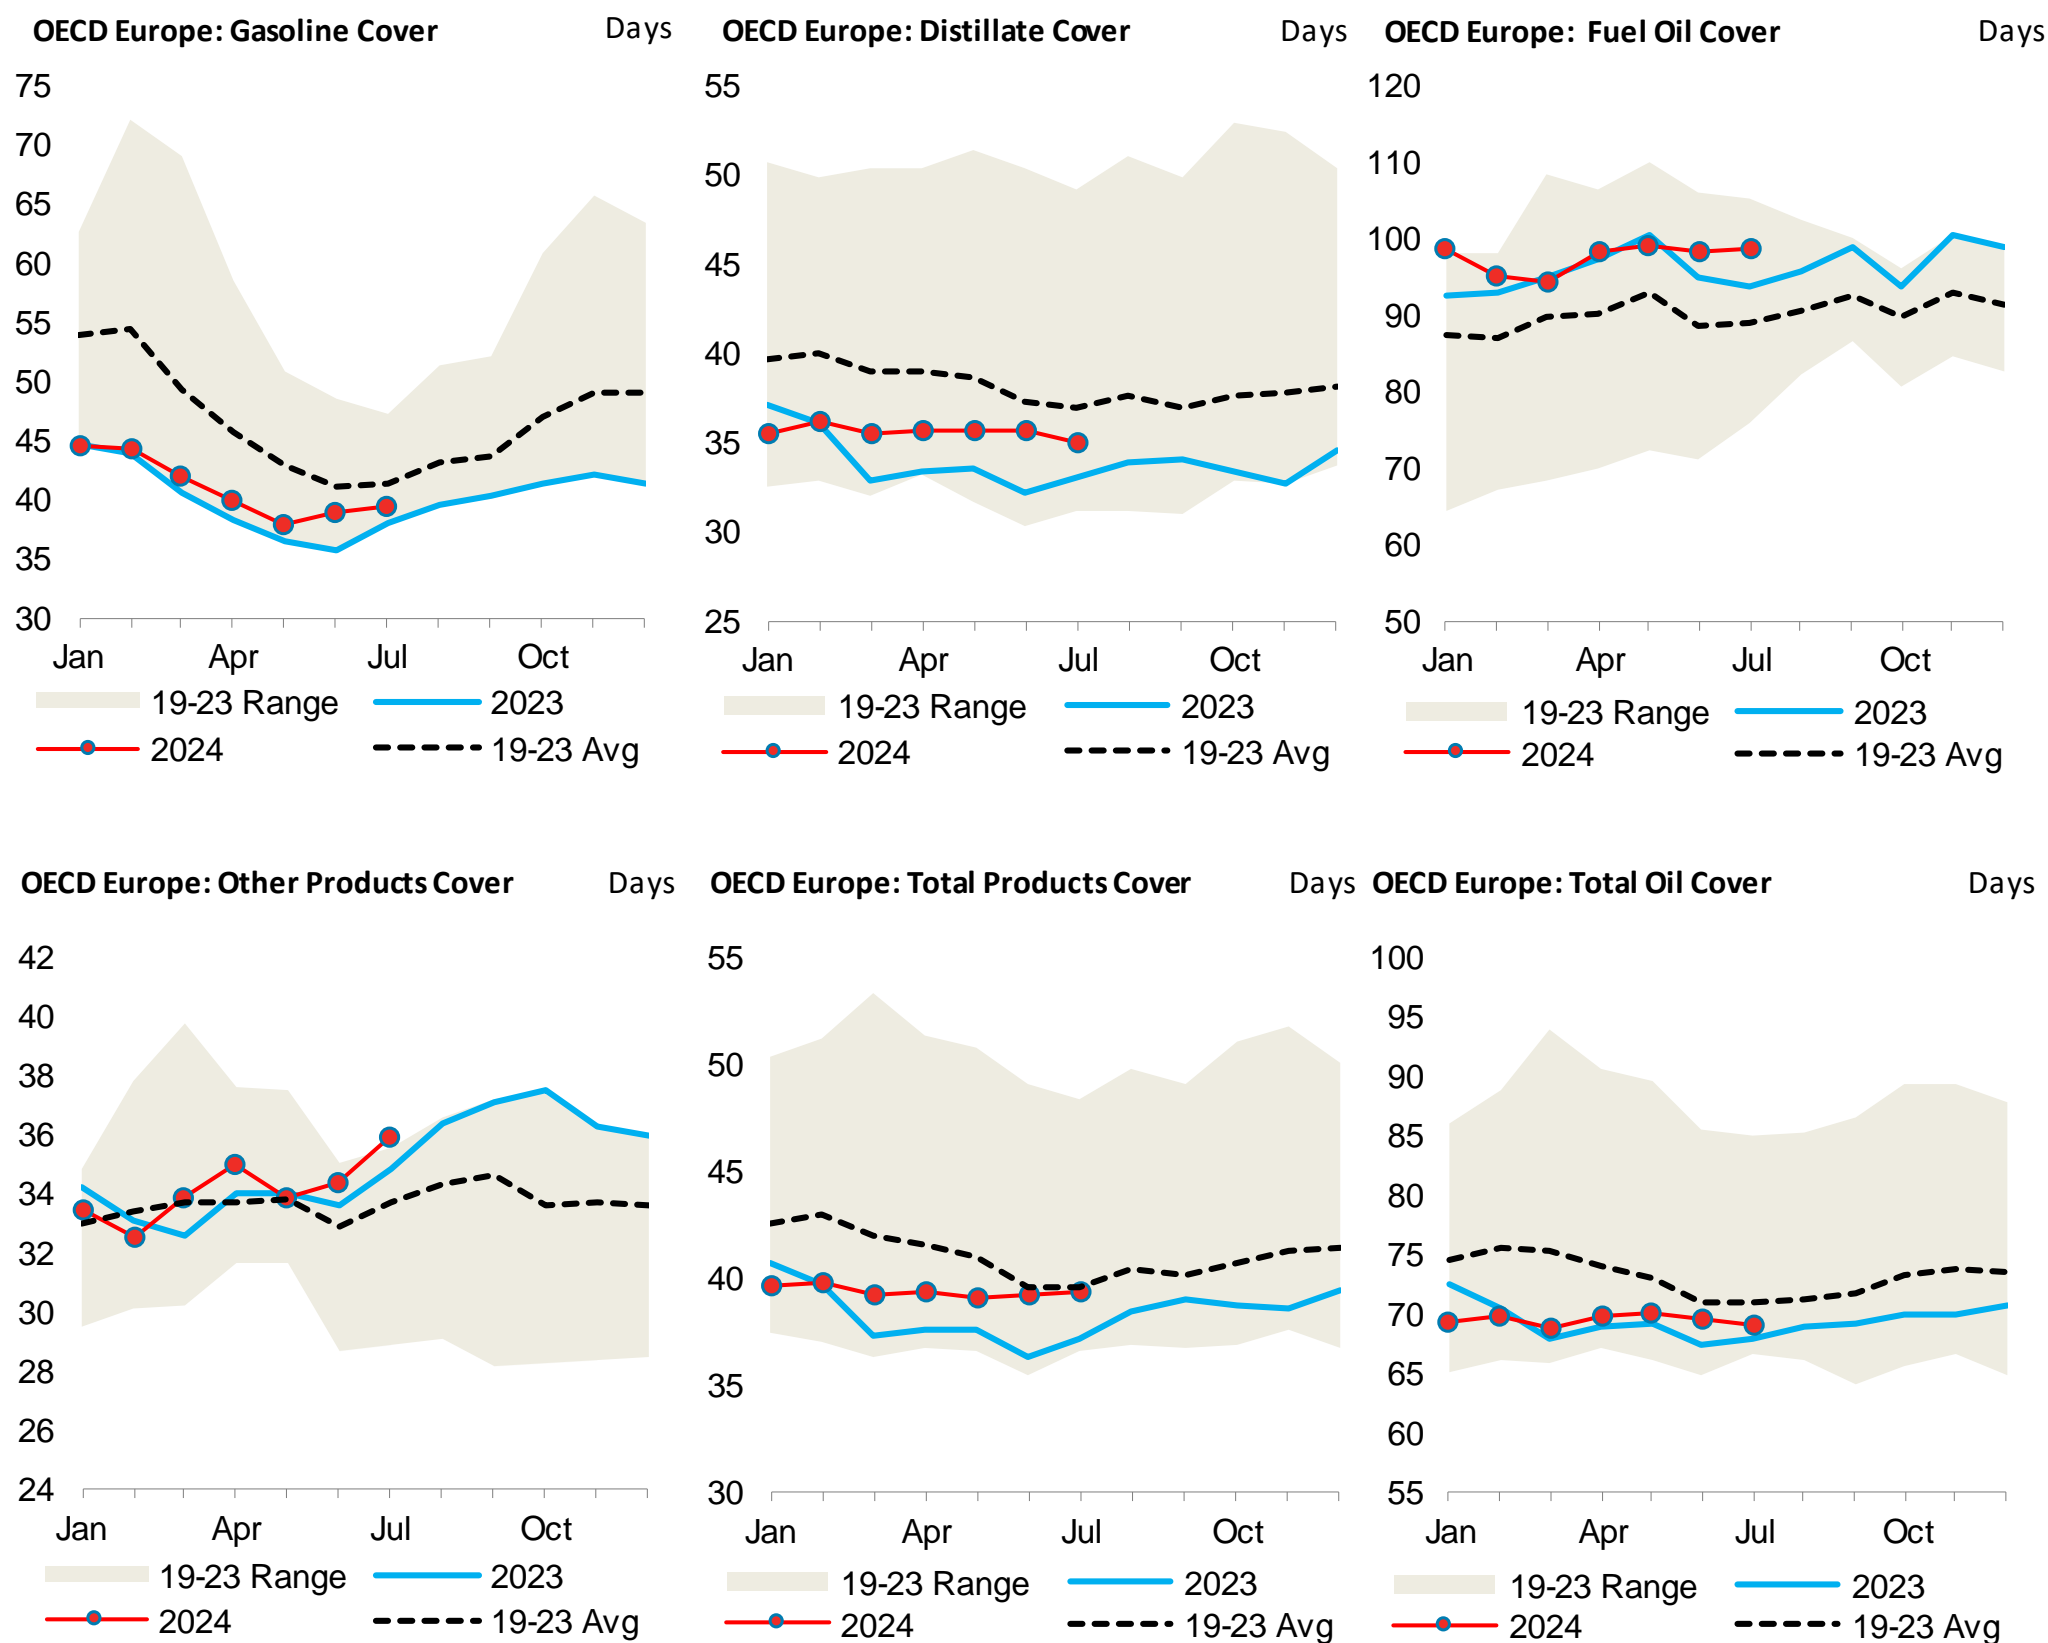 OECD Europe: Gasoline Cover Days
75
70
65
60
55
50
45
40
35
30
Jan Apr Jul Oct
19-23 Range 2023
2024 19-23 Avg
OECD Europe: Distillate Cover Days
55
50
45
40
35
30
25
Jan Apr Jul Oct
19-23 Range 2023
2024 19-23 Avg
OECD Europe: Fuel Oil Cover Days
120
110
100
90
80
70
60
50
Jan Apr Jul Oct
19-23 Range 2023
2024 19-23 Avg
OECD Europe: Other Products Cover Days
42
40
38
36
34
32
30
28
26
24
Jan Apr Jul Oct
19-23 Range 2023
2024 19-23 Avg
OECD Europe: Total Products Cover Days
55
50
45
40
35
30
Jan Apr Jul Oct
19-23 Range 2023
2024 19-23 Avg
OECD Europe: Total Oil Cover Days
100
95
90
85
80
75
70
65
60
55
Jan Apr Jul Oct
19-23 Range 2023
2024 19-23 Avg